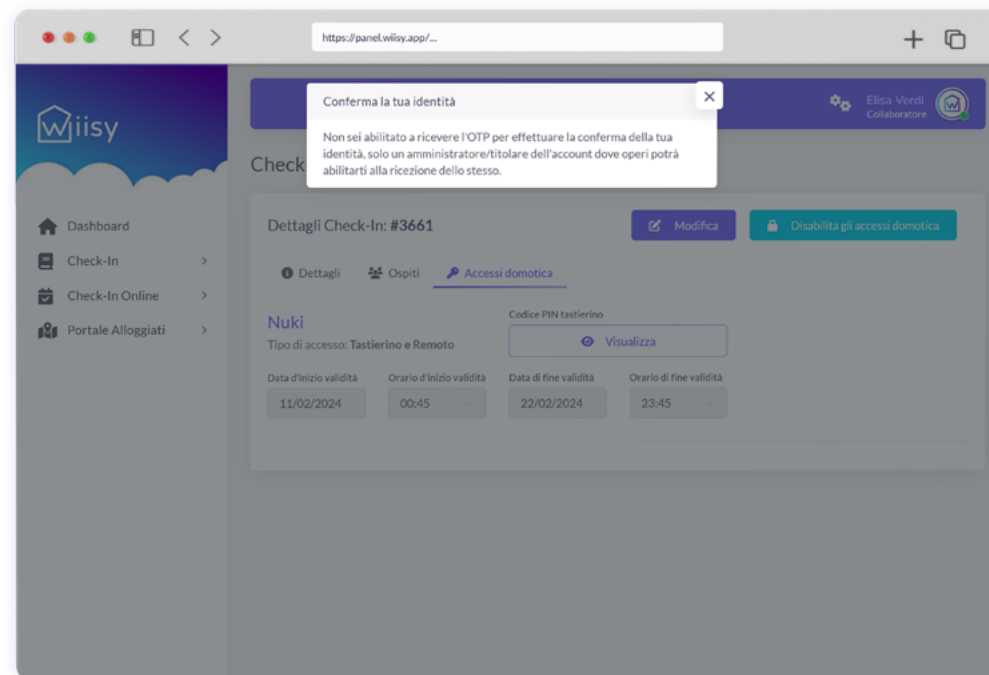 https://panel.wiisy.app/...
Wiisy
Conferma la tua identità
Non sei abilitato a ricevere l'OTP per effettuare la conferma della tua
identità, solo un amministratore/titolare dell'account dove operi potrà
abilitarti alla ricezione dello stesso.
Elisa Verdi
Collaboratore
Check
Dashboard
Check-In
Check-In Online
Portale Alloggiati
Dettagli Check-In: #3661
Modifica
Disabilita gli accessi domotica
Dettagli Ospiti Accessi domotica
Nuki
Tipo di accesso: Tastierino e Remoto
Codice PIN tastierino
Visualizza
Data d'inizio validità Orario d'inizio validità Data di fine validità Orario di fine validità
11/02/2024 00:45 22/02/2024 23:45